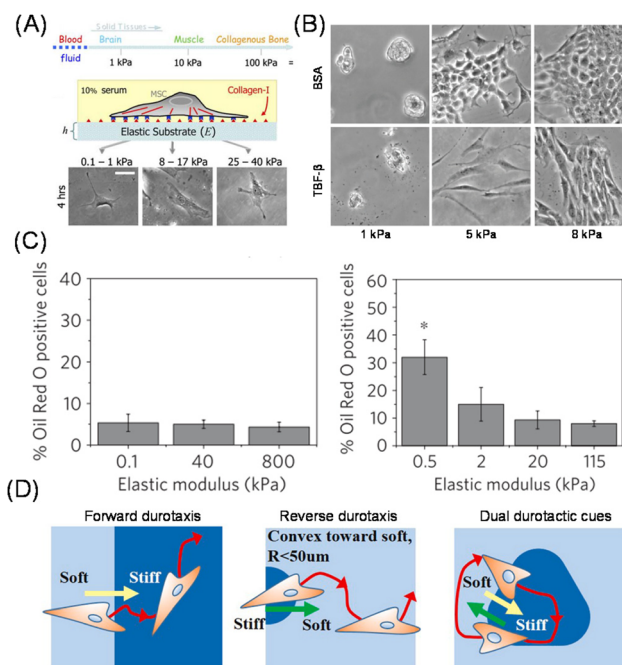 (A)
Solid Tissues
Blood Brain Muscle Collagenous Bone
fluid 1 kPa 10 kPa 100 kPa =
10% serum MSC Collagen-I
h Elastic Substrate (E)
0.1 – 1 kPa 8 – 17 kPa 25 – 40 kPa
4 hrs
(B)
BSA
TBF-β
1 kPa 5 kPa 8 kPa
(C)
% Oil Red O positive cells
40
30
20
10
0
0.1 40 800
Elastic modulus (kPa)
% Oil Red O positive cells
60
50
40
30
20
10
0
*
0.5 2 20 115
Elastic modulus (kPa)
(D)
Forward durotaxis
Soft Stiff
Reverse durotaxis
Convex toward soft,
R<50um
Stiff Soft
Dual durotactic cues
Soft
Stiff